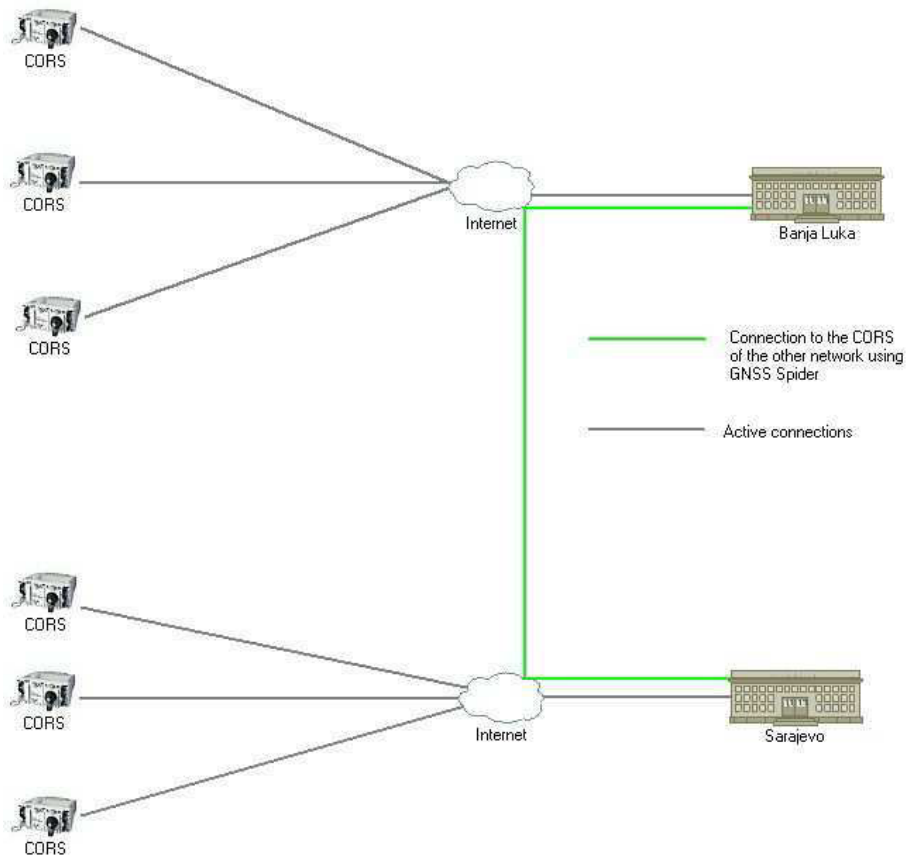 CORS
CORS
Internet
Banja Luka
CORS
Connection to the CORS
of the other network using
GNSS Spider
Active connections
CORS
CORS
Internet
Sarajevo
CORS